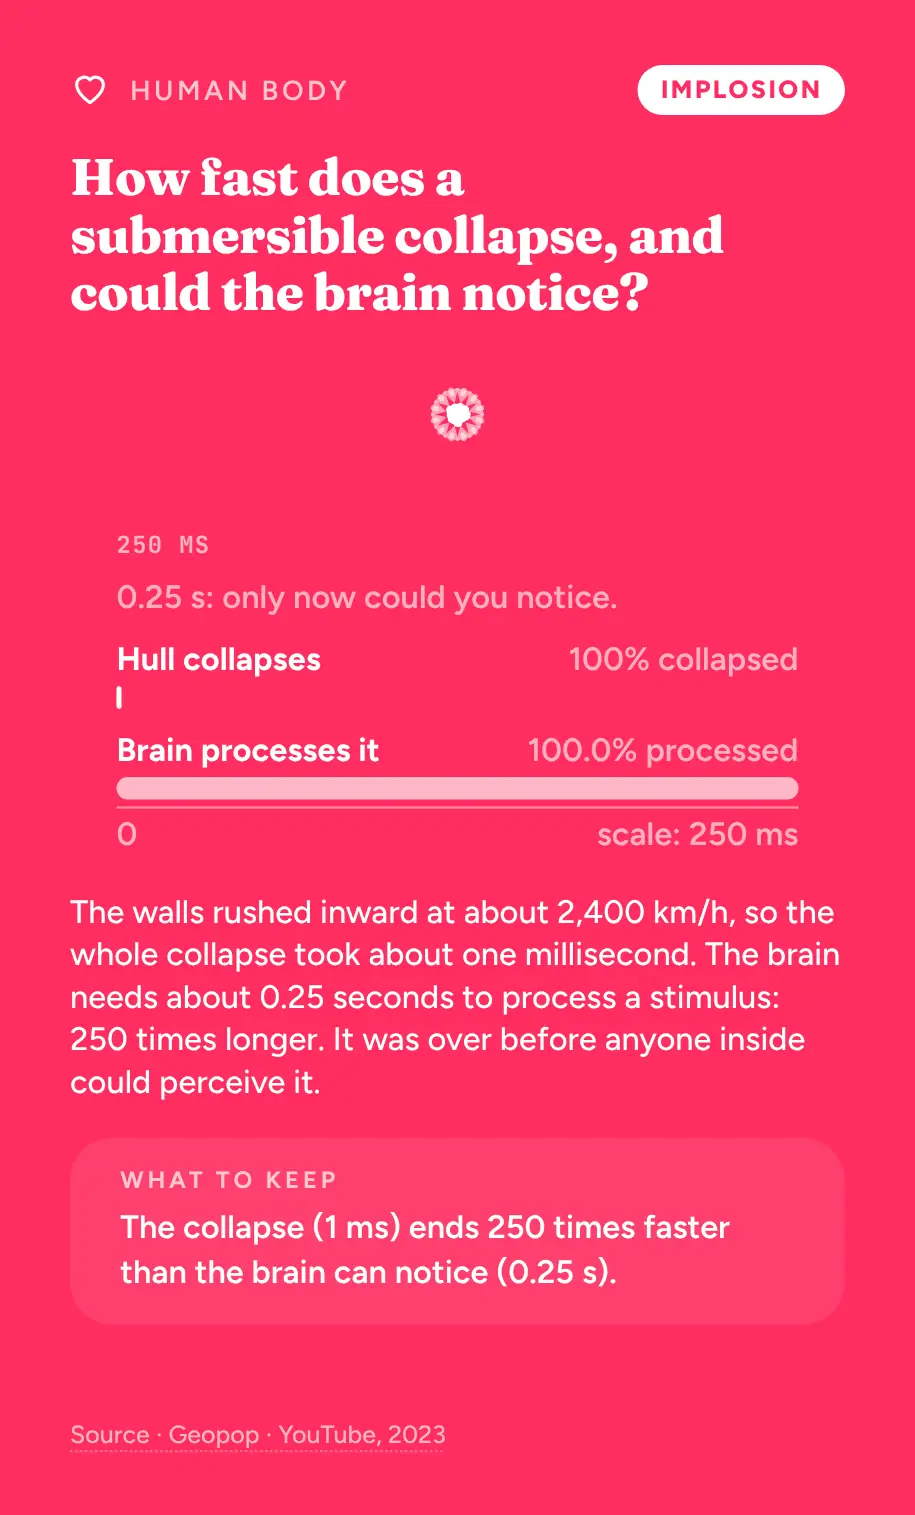 HUMAN BODY
IMPLOSION
How fast does a
submersible collapse, and
could the brain notice?
250 MS
0.25 s: only now could you notice.
Hull collapses
100% collapsed
Brain processes it
100.0% processed
0
scale: 250 ms
The walls rushed inward at about 2,400 km/h, so the
whole collapse took about one millisecond. The brain
needs about 0.25 seconds to process a stimulus:
250 times longer. It was over before anyone inside
could perceive it.
WHAT TO KEEP
The collapse (1 ms) ends 250 times faster
than the brain can notice (0.25 s).
Source · Geopop · YouTube, 2023